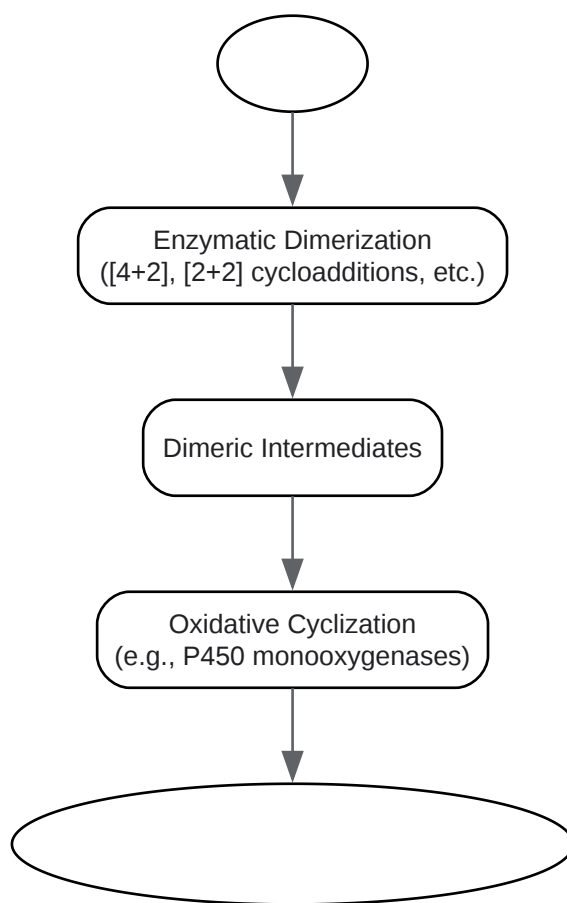 Enzymatic Dimerization
([4+2], [2+2] cycloadditions, etc.)
Dimeric Intermediates
Oxidative Cyclization
(e.g., P450 monooxygenases)